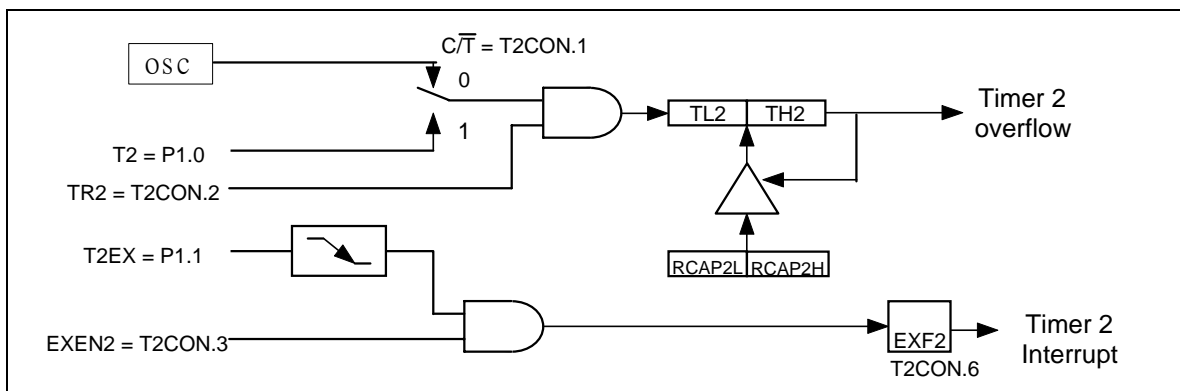 C/T̅ = T2CON.1
OSC
0
1
T2 = P1.0
TR2 = T2CON.2
TL2
TH2
Timer 2
overflow
T2EX = P1.1
RCAP2L
RCAP2H
EXEN2 = T2CON.3
EXF2
T2CON.6
Timer 2
Interrupt